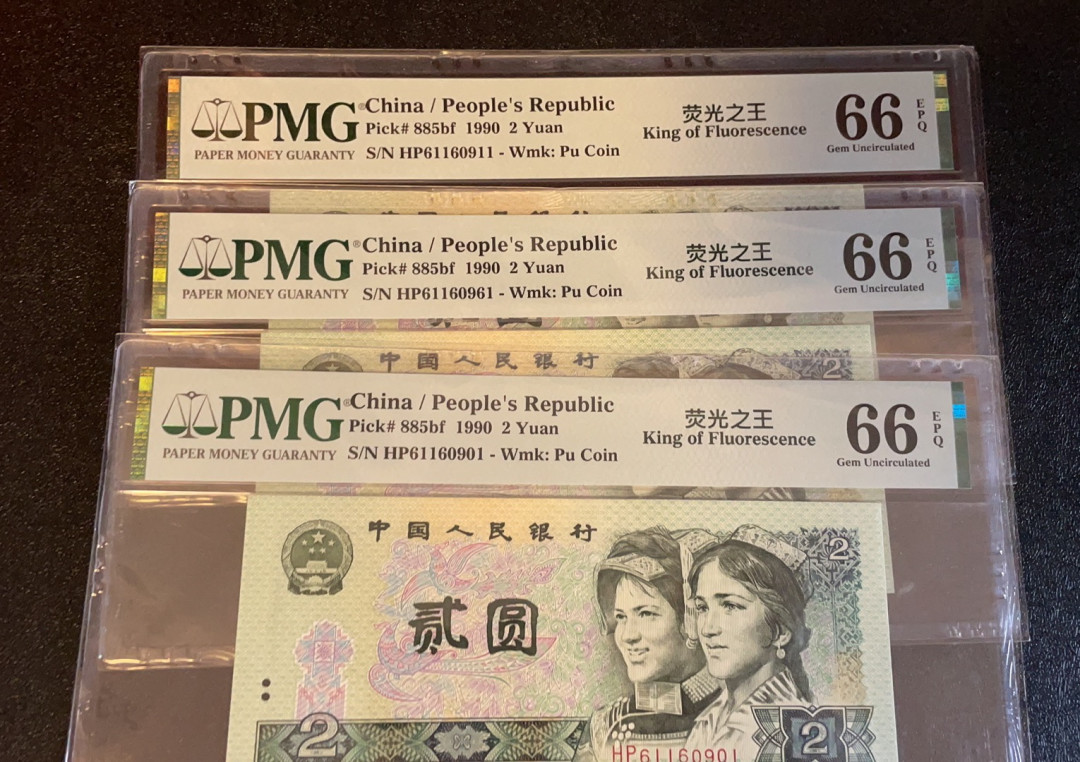 PMG
PAPER MONEY GUARANTY
China / People's Republic
Pick# 885bf 1990 2 Yuan
S/N HP61160911 - Wmk: Pu Coin
荧光之王
King of Fluorescence
66
EPQ
Gem Uncirculated
PMG
PAPER MONEY GUARANTY
China / People's Republic
Pick# 885bf 1990 2 Yuan
S/N HP61160961 - Wmk: Pu Coin
荧光之王
King of Fluorescence
66
EPQ
Gem Uncirculated
中国人民银行
2
PMG
PAPER MONEY GUARANTY
China / People's Republic
Pick# 885bf 1990 2 Yuan
S/N HP61160901 - Wmk: Pu Coin
荧光之王
King of Fluorescence
66
EPQ
Gem Uncirculated
中国人民银行
2
贰圆
2
HP61160901
2